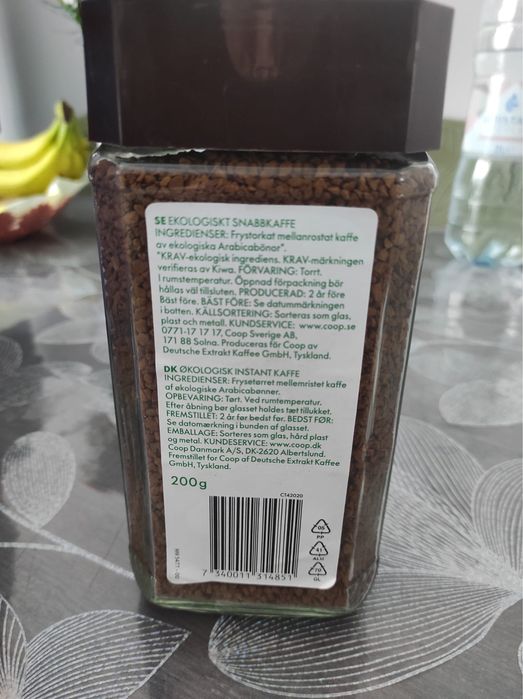 SE EKOLOGISKT SNABBKAFFE
INGREDIENSER: Frystorkat mellanrostat kaffe
av ekologiska Arabicabönor*.
*KRAV-ekologisk ingrediens. KRAV-märkningen
verifieras av Kiwa. FÖRVARING: Torrt.
I rumstemperatur. Öppnad förpackning bör
hållas väl tillsluten. PRODUCERAD: 2 år före
Bäst före. BÄST FÖRE: Se datummärkningen
i botten. KÄLLSORTERING: Sorteras som glas,
plast och metall. KUNDSERVICE: www.coop.se
0771-17 17 17, Coop Sverige AB,
171 88 Solna. Produceras för Coop av
Deutsche Extrakt Kaffee GmbH, Tyskland.
DK ØKOLOGISK INSTANT KAFFE
INGREDIENSER: Frysetørret mellemristet kaffe
af økologiske Arabicabønner.
OPBEVARING: Tørt. Ved rumtemperatur.
Efter åbning bør glasset holdes tæt tillukket.
FREMSTILLET: 2 år før bedst før. BEDST FØR:
Se datomærkning i bunden af glasset.
EMBALLAGE: Sorteres som glas, hård plast
og metal. KUNDESERVICE: www.coop.dk
Coop Danmark A/S, DK-2620 Albertslund.
Fremstillet for Coop af Deutsche Extrakt Kaffee
GmbH, Tyskland.
200g
C142020
7 340011 314851
05
PP
41
ALU
70
GL